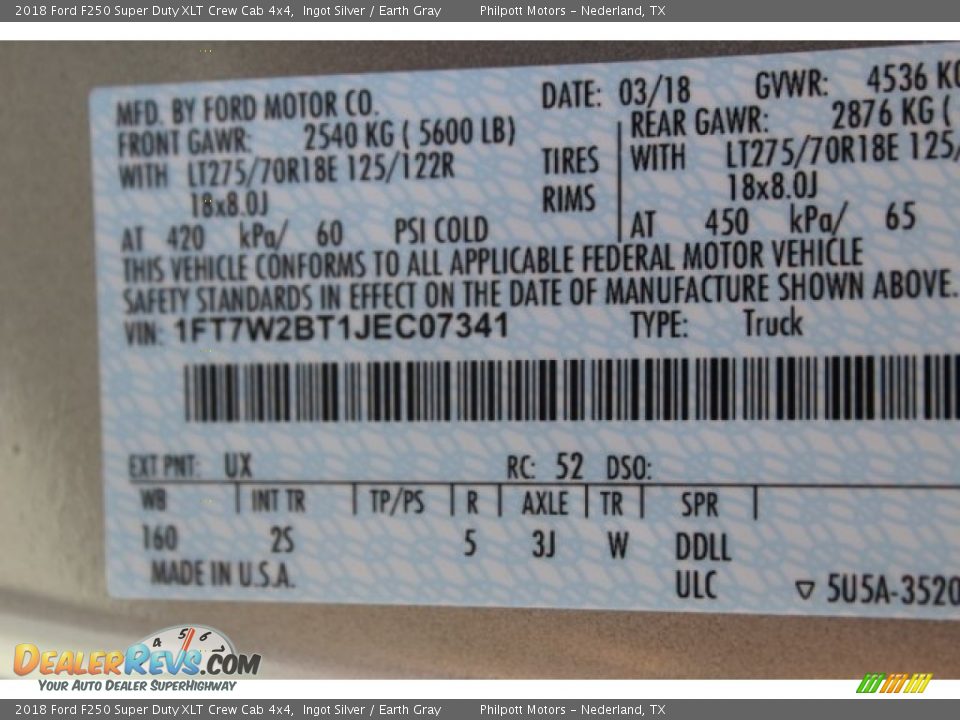 2018 Ford F250 Super Duty XLT Crew Cab 4x4, Ingot Silver / Earth Gray Philpott Motors - Nederland, TX
MFD. BY FORD MOTOR CO. DATE: 03/18 GVWR: 4536 KG
FRONT GAWR: 2540 KG ( 5600 LB) REAR GAWR: 2876 KG (
WITH LT275/70R18E 125/122R TIRES WITH LT275/70R18E 125/
18x8.0J RIMS 18x8.0J
AT 420 kPa/ 60 PSI COLD AT 450 kPa/ 65
THIS VEHICLE CONFORMS TO ALL APPLICABLE FEDERAL MOTOR VEHICLE
SAFETY STANDARDS IN EFFECT ON THE DATE OF MANUFACTURE SHOWN ABOVE.
VIN: 1FT7W2BT1JEC07341 TYPE: Truck
EXT PNT: UX RC: 52 DSO:
WB INT TR TP/PS R AXLE TR SPR
160 2S 5 3J W DDLL
MADE IN U.S.A. ULC 5U5A-3520
4 5 6
DEALERREVS.COM
YOUR AUTO DEALER SUPERHIGHWAY
2018 Ford F250 Super Duty XLT Crew Cab 4x4, Ingot Silver / Earth Gray Philpott Motors - Nederland, TX